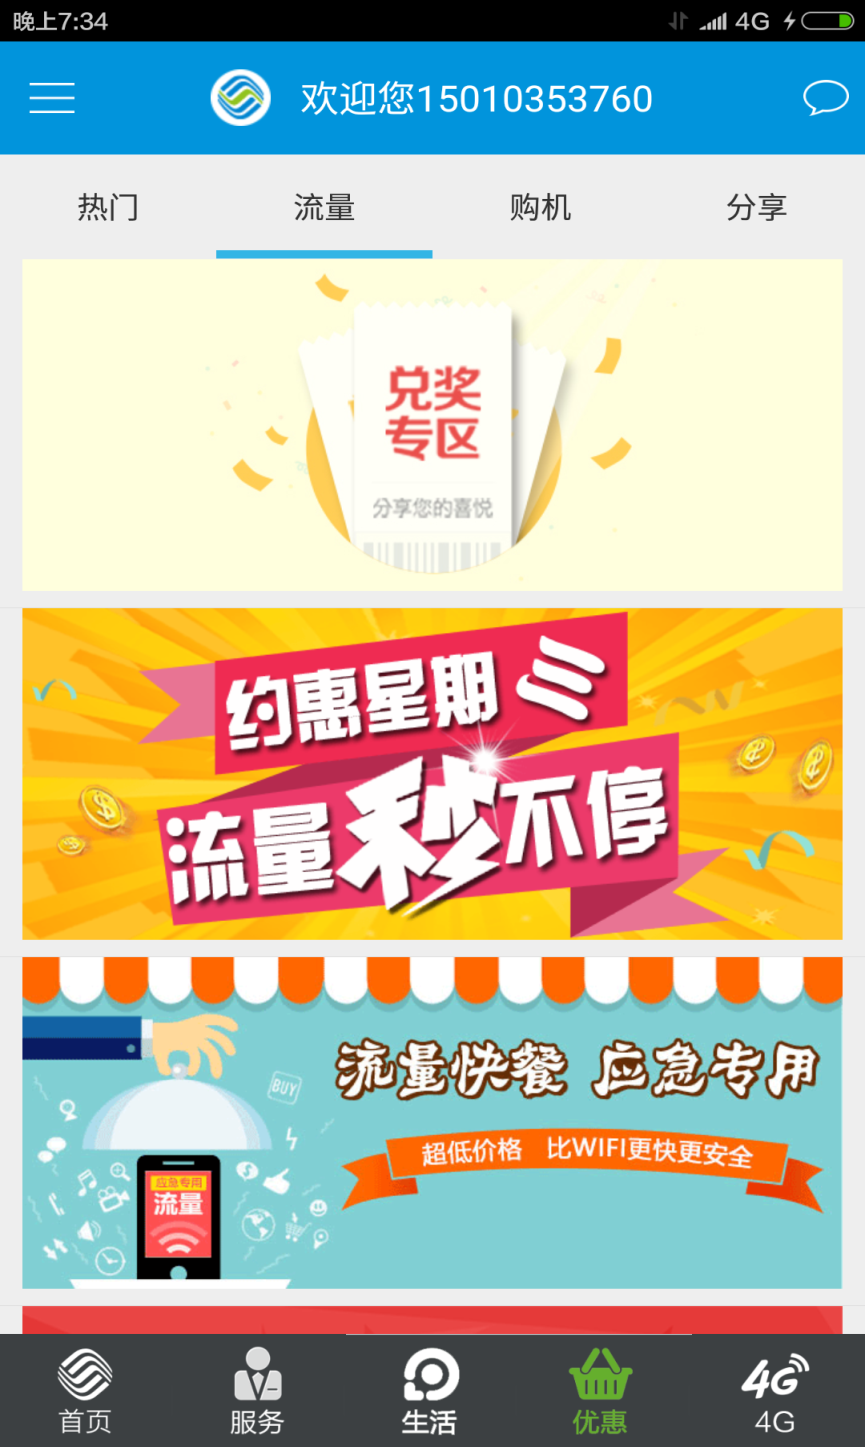 晚上7:34
4G
欢迎您15010353760
热门
流量
购机
分享
兑奖
专区
分享您的喜悦
约惠星期三
流量秒不停
流量快餐 应急专用
BUY
超低价格 比WIFI更快更安全
应急专用
流量
首页
服务
生活
优惠
4G
4G